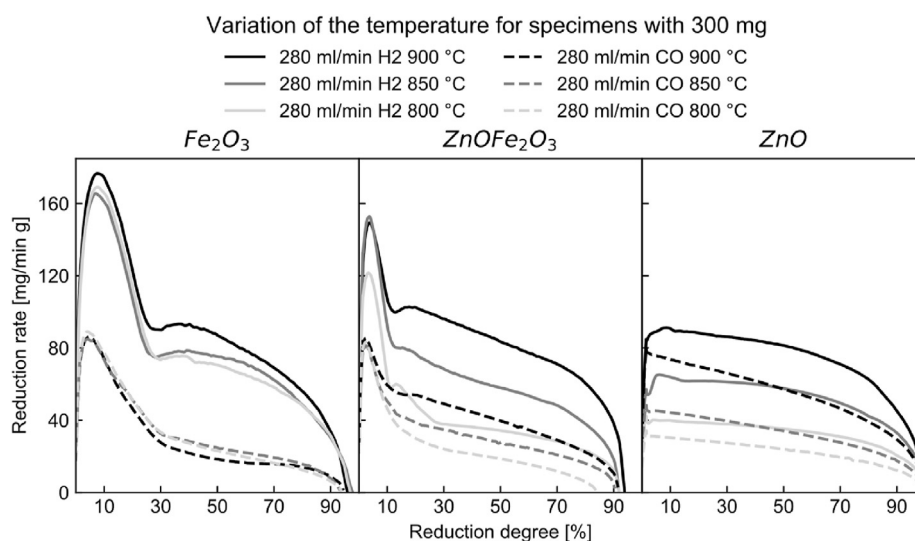 Variation of the temperature for specimens with 300 mg
280 ml/min H2 900 °C
280 ml/min H2 850 °C
280 ml/min H2 800 °C
280 ml/min CO 900 °C
280 ml/min CO 850 °C
280 ml/min CO 800 °C
Fe₂O₃ ZnOFe₂O₃ ZnO
Reduction rate [mg/min g]
160
120
80
40
0
10 30 50 70 90 10 30 50 70 90 10 30 50 70 90
Reduction degree [%]